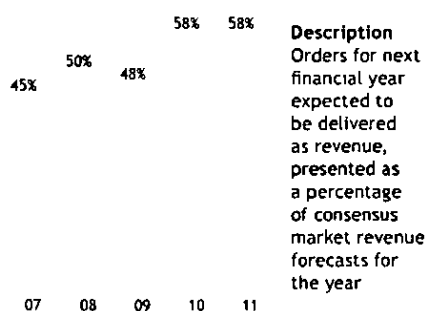 58% 58%
50%
48%
45%
07 08 09 10 11
Description
Orders for next
financial year
expected to
be delivered
as revenue,
presented as
a percentage
of consensus
market revenue
forecasts for
the year